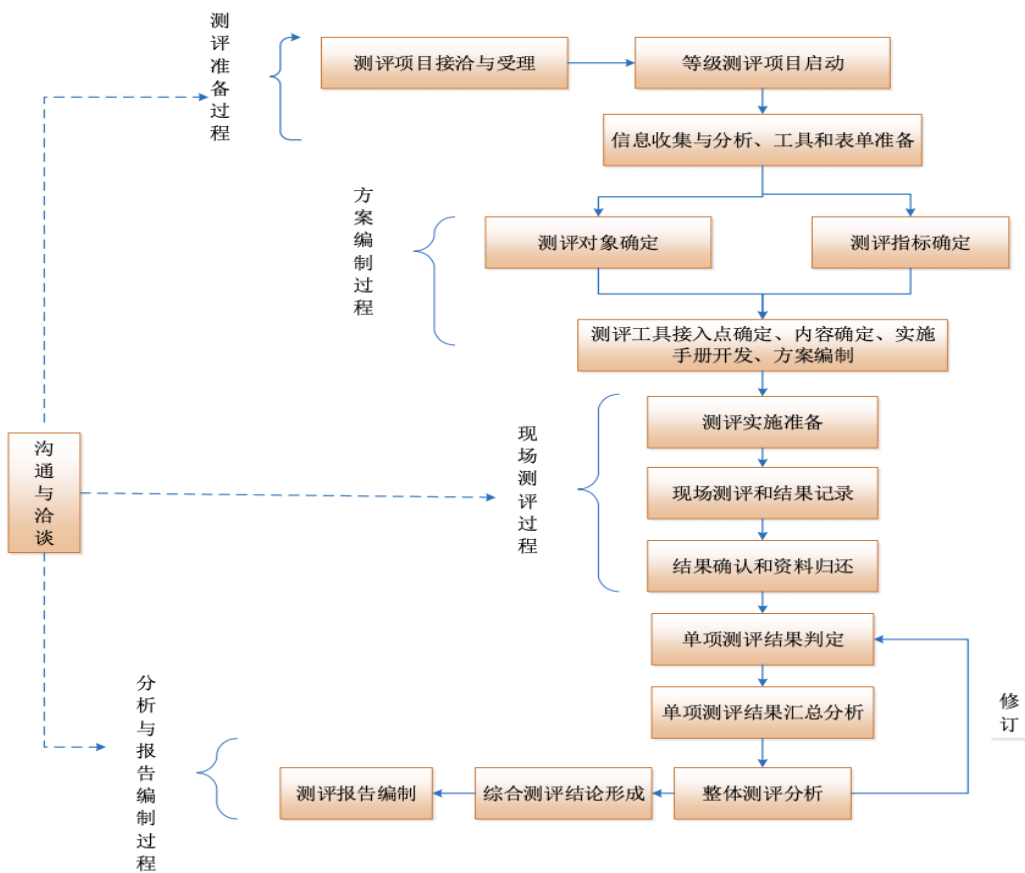 测评准备过程
测评项目接洽与受理
等级测评项目启动
信息收集与分析、工具和表单准备
方案编制过程
测评对象确定
测评指标确定
测评工具接入点确定、内容确定、实施
手册开发、方案编制
沟通与洽谈
现场测评过程
测评实施准备
现场测评和结果记录
结果确认和资料归还
单项测评结果判定
单项测评结果汇总分析
修订
分析与报告编制过程
测评报告编制
综合测评结论形成
整体测评分析